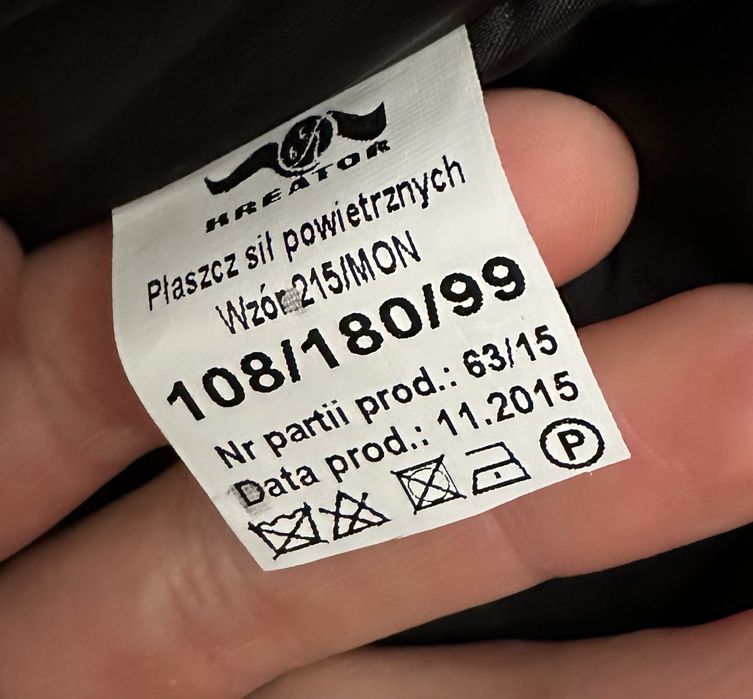 KREATOR
Płaszcz sił powietrznych
Wzór 215/MON
108/180/99
Nr partii prod.: 63/15
Data prod.: 11.2015
P